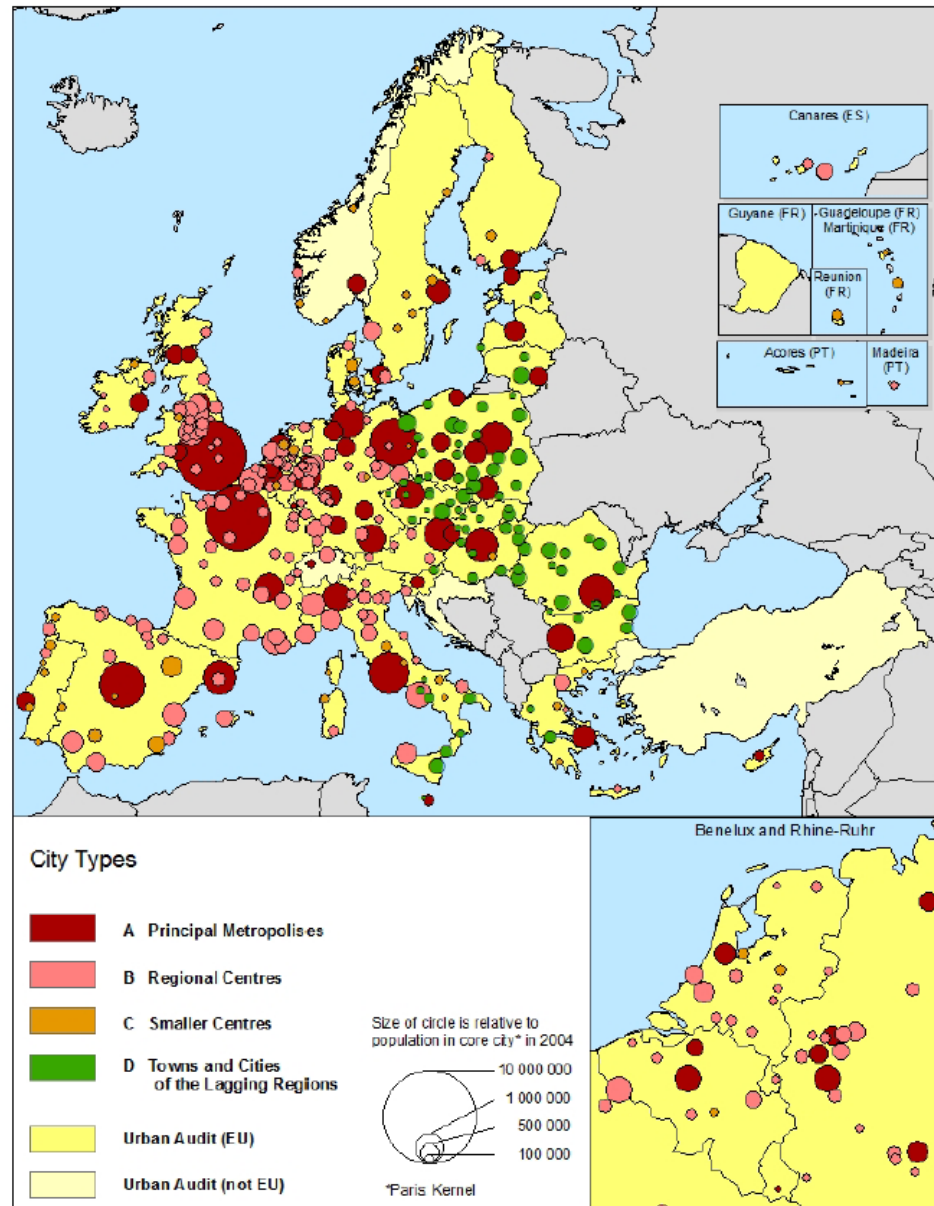 Canares (ES)
Guyane (FR)
Guadeloupe (FR)
Martinique (FR)
Reunion
(FR)
Acores (PT)
Madeira
(PT)
Benelux and Rhine-Ruhr
City Types
A Principal Metropolises
B Regional Centres
C Smaller Centres
D Towns and Cities
of the Lagging Regions
Urban Audit (EU)
Urban Audit (not EU)
Size of circle is relative to
population in core city* in 2004
10 000 000
1 000 000
500 000
100 000
*Paris Kernel